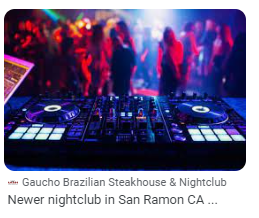 Gaucho Brazilian Steakhouse & Nightclub
Newer nightclub in San Ramon CA ...